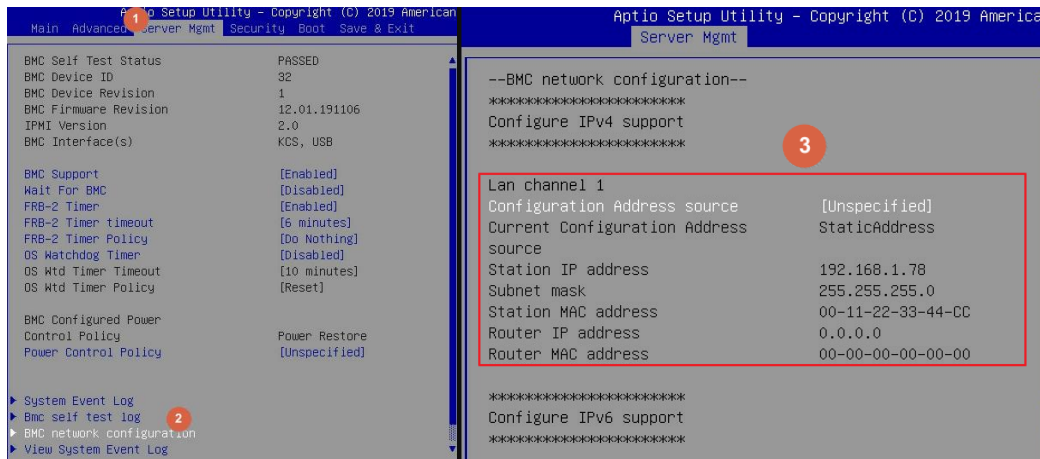 Aptio Setup Utility – Copyright (C) 2019 American
1
Main Advanced Server Mgmt Security Boot Save & Exit
BMC Self Test Status PASSED
BMC Device ID 32
BMC Device Revision 1
BMC Firmware Revision 12.01.191106
IPMI Version 2.0
BMC Interface(s) KCS, USB
BMC Support [Enabled]
Wait For BMC [Disabled]
FRB-2 Timer [Enabled]
FRB-2 Timer timeout [6 minutes]
FRB-2 Timer Policy [Do Nothing]
OS Watchdog Timer [Disabled]
OS Wtd Timer Timeout [10 minutes]
OS Wtd Timer Policy [Reset]
BMC Configured Power
Control Policy Power Restore
Power Control Policy [Unspecified]
System Event Log
Bmc self test log
2
BMC network configuration
View System Event Log
Aptio Setup Utility – Copyright (C) 2019 America
Server Mgmt
--BMC network configuration--
***********************
Configure IPv4 support
***********************
3
Lan channel 1
Configuration Address source [Unspecified]
Current Configuration Address StaticAddress
source
Station IP address 192.168.1.78
Subnet mask 255.255.255.0
Station MAC address 00-11-22-33-44-CC
Router IP address 0.0.0.0
Router MAC address 00-00-00-00-00-00
***********************
Configure IPv6 support
***********************